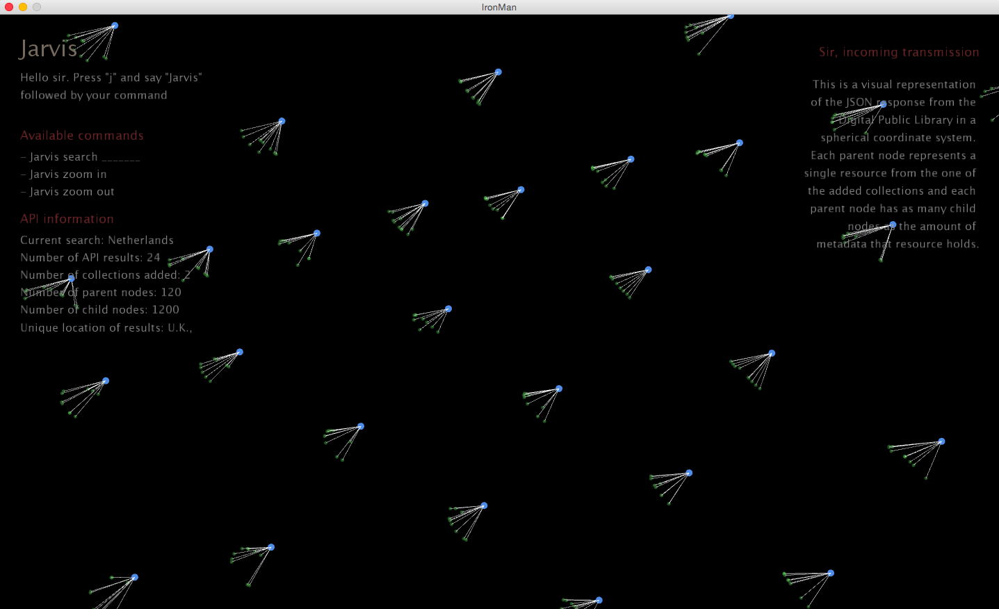 IronMan
Jarvis
Hello sir. Press "j" and say "Jarvis"
followed by your command
Available commands
– Jarvis search _______
– Jarvis zoom in
– Jarvis zoom out
API information
Current search: Netherlands
Number of API results: 24
Number of collections added: 2
Number of parent nodes: 120
Number of child nodes: 1200
Unique location of results: U.K.,
Sir, incoming transmission
This is a visual representation
of the JSON response from the
Digital Public Library in a
spherical coordinate system.
Each parent node represents a
single resource from the one of
the added collections and each
parent node has as many child
nodes as the amount of
metadata that resource holds.